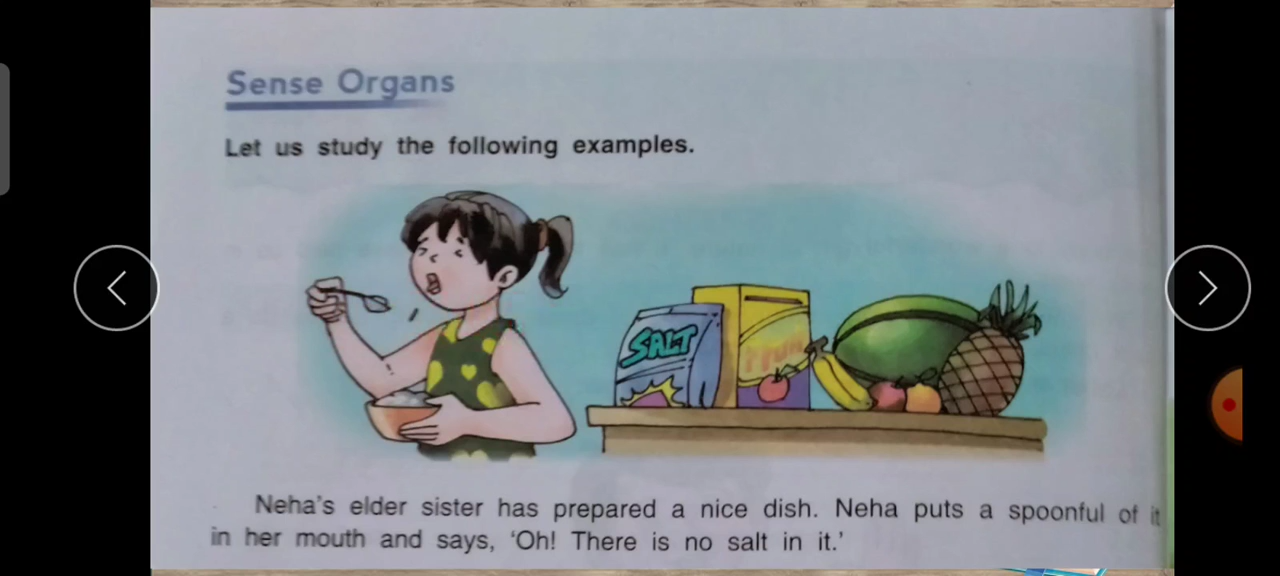 Sense Organs
Let us study the following examples.
SALT
Neha's elder sister has prepared a nice dish. Neha puts a spoonful of it
in her mouth and says, 'Oh! There is no salt in it.'